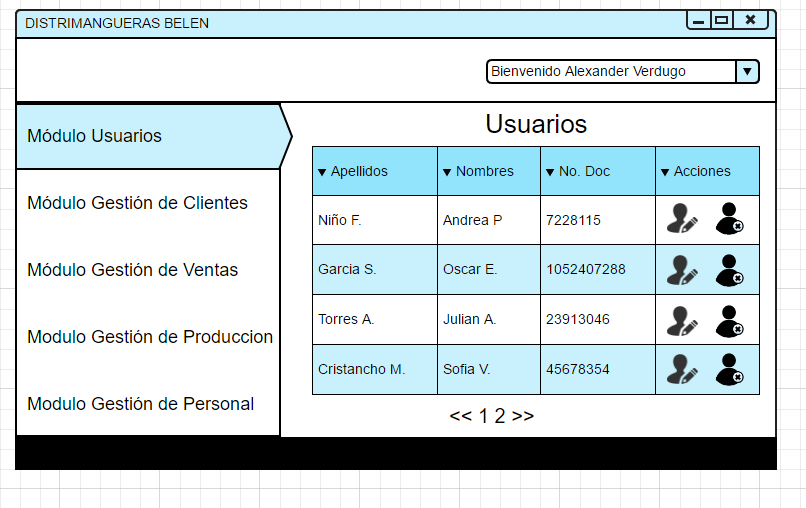 DISTRIMANGUERAS BELEN
Bienvenido Alexander Verdugo
Módulo Usuarios
Módulo Gestión de Clientes
Módulo Gestión de Ventas
Modulo Gestión de Produccion
Modulo Gestión de Personal
Usuarios
Apellidos Nombres No. Doc Acciones
Niño F. Andrea P 7228115
Garcia S. Oscar E. 1052407288
Torres A. Julian A. 23913046
Cristancho M. Sofia V. 45678354
<< 1 2 >>